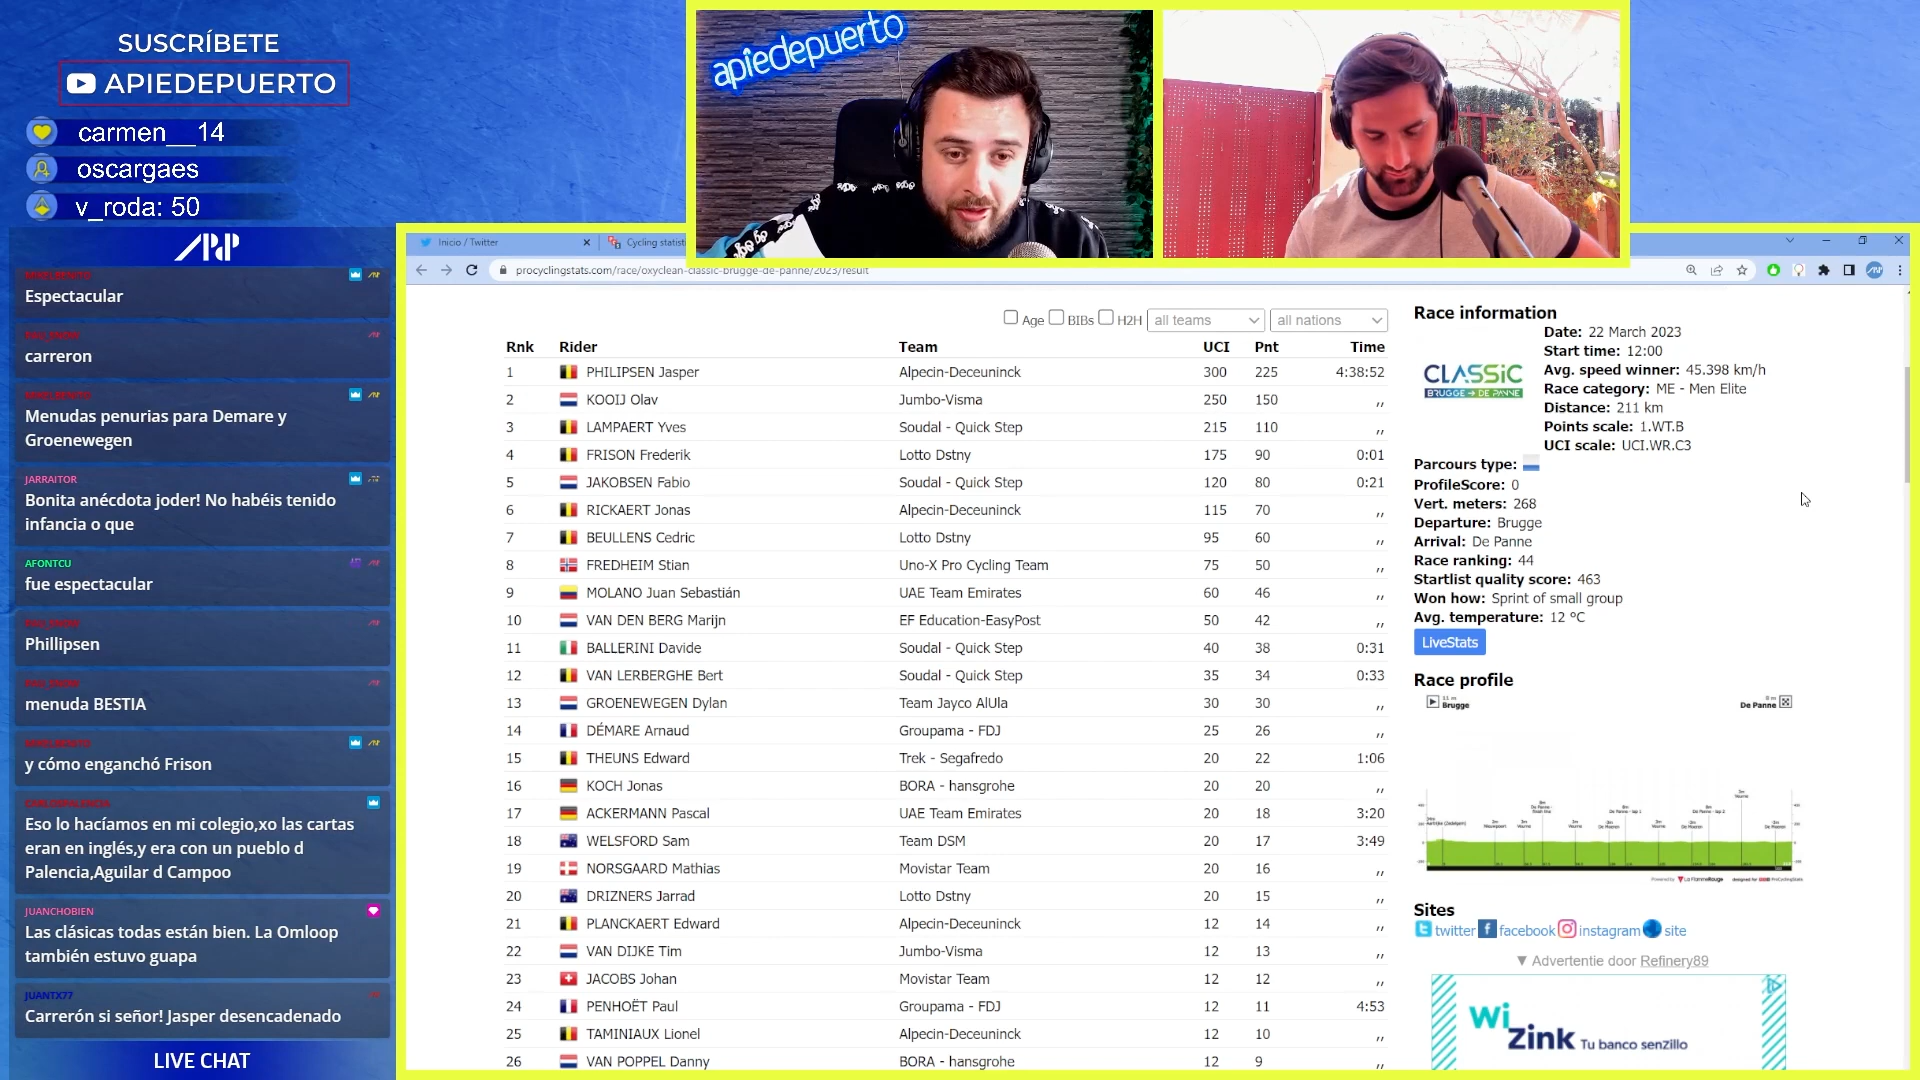 SUSCRÍBETE
APIEDEPUERTO
carmen__14
oscargaes
v_roda: 50
apiedepuerto
Espectacular
carreron
Menudas penurias para Demare y
Groenewegen
JARRAITOR
Bonita anécdota joder! No habéis tenido
infancia o que
AFONTCU
fue espectacular
Phillipsen
menuda BESTIA
y cómo enganchó Frison
Eso lo hacíamos en mi colegio,xo las cartas
eran en inglés,y era con un pueblo d
Palencia,Aguilar d Campoo
JUANCHOBIEN
Las clásicas todas están bien. La Omloop
también estuvo guapa
JUANTX77
Carrerón si señor! Jasper desencadenado
LIVE CHAT
Inicio / Twitter
Cycling statisti
procyclingstats.com/race/oxyclean-classic-brugge-de-panne/2023/result
Age BIBs H2H all teams all nations
Rnk Rider Team UCI Pnt Time
1 PHILIPSEN Jasper Alpecin-Deceuninck 300 225 4:38:52
2 KOOIJ Olav Jumbo-Visma 250 150 ,,
3 LAMPAERT Yves Soudal - Quick Step 215 110 ,,
4 FRISON Frederik Lotto Dstny 175 90 0:01
5 JAKOBSEN Fabio Soudal - Quick Step 120 80 0:21
6 RICKAERT Jonas Alpecin-Deceuninck 115 70 ,,
7 BEULLENS Cedric Lotto Dstny 95 60 ,,
8 FREDHEIM Stian Uno-X Pro Cycling Team 75 50 ,,
9 MOLANO Juan Sebastián UAE Team Emirates 60 46 ,,
10 VAN DEN BERG Marijn EF Education-EasyPost 50 42 ,,
11 BALLERINI Davide Soudal - Quick Step 40 38 0:31
12 VAN LERBERGHE Bert Soudal - Quick Step 35 34 0:33
13 GROENEWEGEN Dylan Team Jayco AlUla 30 30 ,,
14 DÉMARE Arnaud Groupama - FDJ 25 26 ,,
15 THEUNS Edward Trek - Segafredo 20 22 1:06
16 KOCH Jonas BORA - hansgrohe 20 20 ,,
17 ACKERMANN Pascal UAE Team Emirates 20 18 3:20
18 WELSFORD Sam Team DSM 20 17 3:49
19 NORSGAARD Mathias Movistar Team 20 16 ,,
20 DRIZNERS Jarrad Lotto Dstny 20 15 ,,
21 PLANCKAERT Edward Alpecin-Deceuninck 12 14 ,,
22 VAN DIJKE Tim Jumbo-Visma 12 13 ,,
23 JACOBS Johan Movistar Team 12 12 ,,
24 PENHOËT Paul Groupama - FDJ 12 11 4:53
25 TAMINIAUX Lionel Alpecin-Deceuninck 12 10 ,,
26 VAN POPPEL Danny BORA - hansgrohe 12 9 ,,
Race information
CLASSIC
BRUGGE DE PANNE
Date: 22 March 2023
Start time: 12:00
Avg. speed winner: 45.398 km/h
Race category: ME - Men Elite
Distance: 211 km
Points scale: 1.WT.B
UCI scale: UCI.WR.C3
Parcours type:
ProfileScore: 0
Vert. meters: 268
Departure: Brugge
Arrival: De Panne
Race ranking: 44
Startlist quality score: 463
Won how: Sprint of small group
Avg. temperature: 12 °C
LiveStats
Race profile
Brugge
De Panne
Sites
twitter facebook instagram site
▼ Advertentie door Refinery89
WiZink Tu banco senzillo